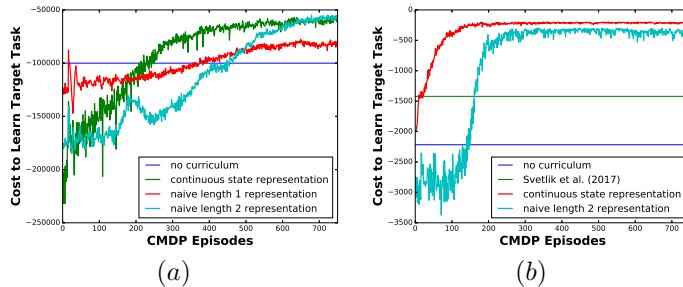 −50000
−100000
−150000
−200000
−250000
Cost to Learn Target Task
0 100 200 300 400 500 600 700
CMDP Episodes
no curriculum
continuous state representation
naive length 1 representation
naive length 2 representation
(a)
0
−500
−1000
−1500
−2000
−2500
−3000
−3500
Cost to Learn Target Task
0 100 200 300 400 500 600 700
CMDP Episodes
no curriculum
Svetlik et al. (2017)
continuous state representation
naive length 2 representation
(b)